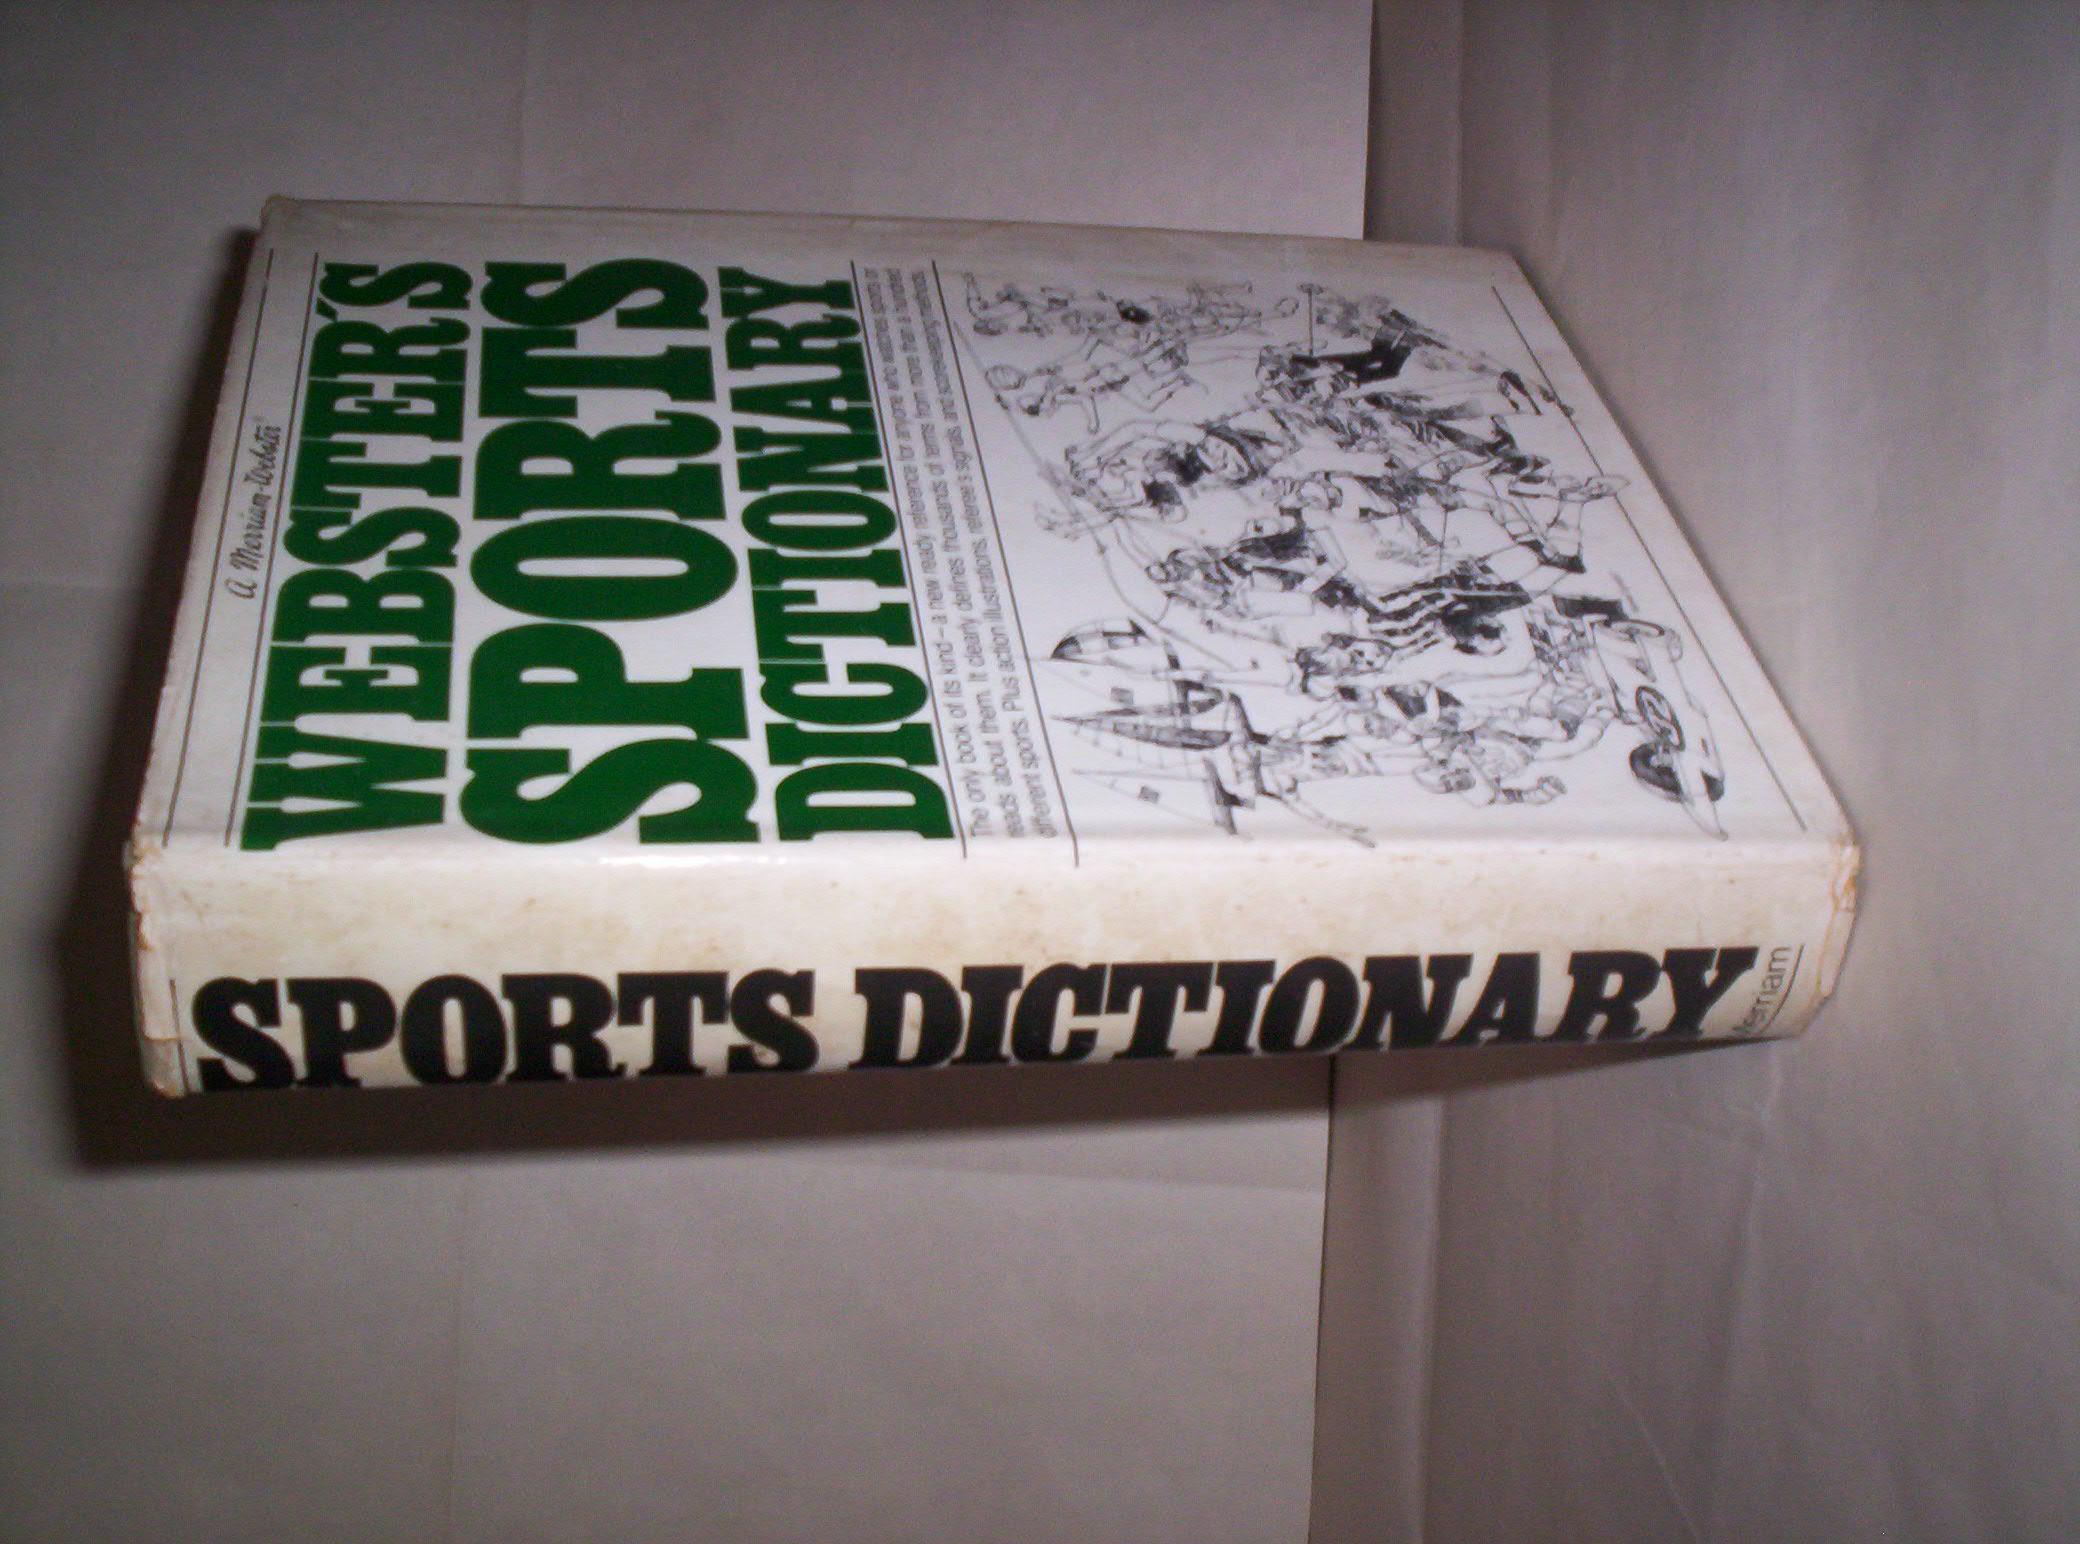 A Merriam-Webster®
WEBSTER'S
SPORTS
DICTIONARY
The only book of its kind – a new ready reference for anyone who watches sports or
reads about them. It clearly defines thousands of terms from more than a hundred
different sports. Plus action illustrations, referee's signals, and scorekeeping methods.
SPORTS DICTIONARY
Merriam